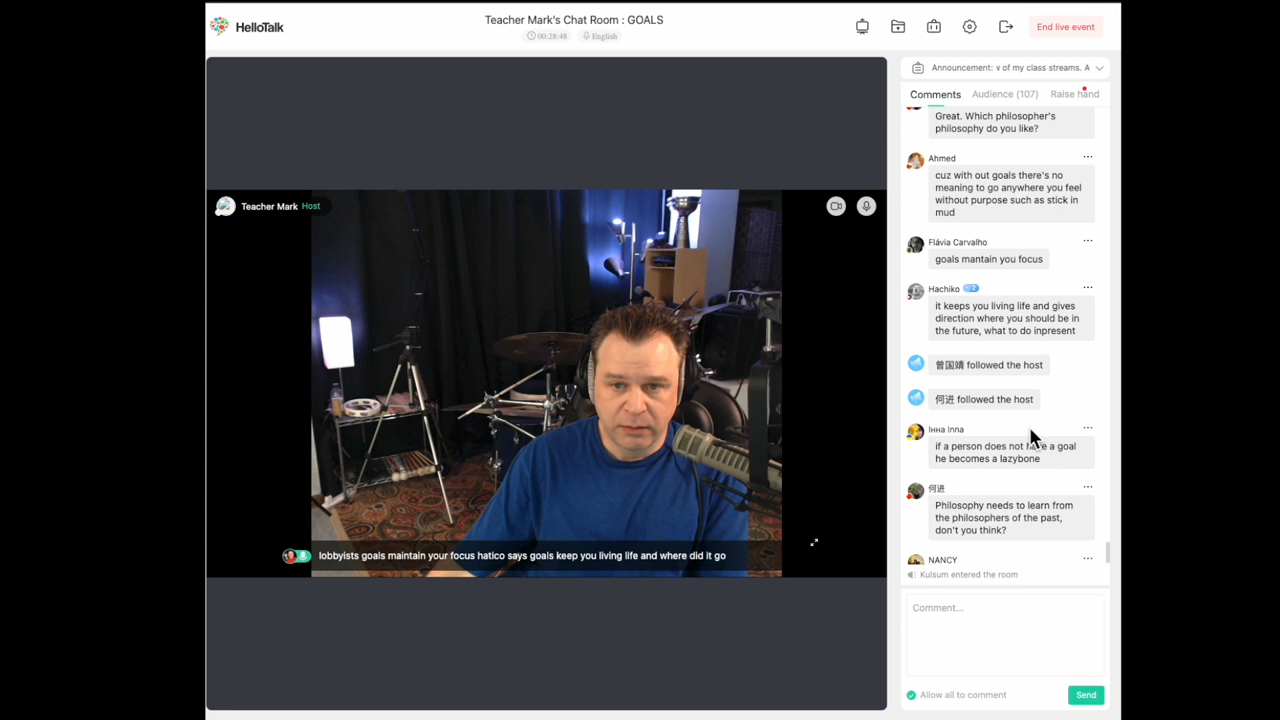 HelloTalk
Teacher Mark's Chat Room : GOALS
00:28:48
English
End live event
Announcement: v of my class streams. A
Comments
Audience (107)
Raise hand
Great. Which philosopher's
philosophy do you like?
Ahmed
cuz with out goals there's no
meaning to go anywhere you feel
without purpose such as stick in
mud
Flávia Carvalho
goals mantain you focus
Hachiko 2
it keeps you living life and gives
direction where you should be in
the future, what to do inpresent
曾国靖 followed the host
何进 followed the host
Інна Inna
if a person does not have a goal
he becomes a lazybone
何进
Philosophy needs to learn from
the philosophers of the past,
don't you think?
NANCY
Kulsum entered the room
Comment...
Allow all to comment
Send
Teacher Mark Host
lobbyists goals maintain your focus hatico says goals keep you living life and where did it go